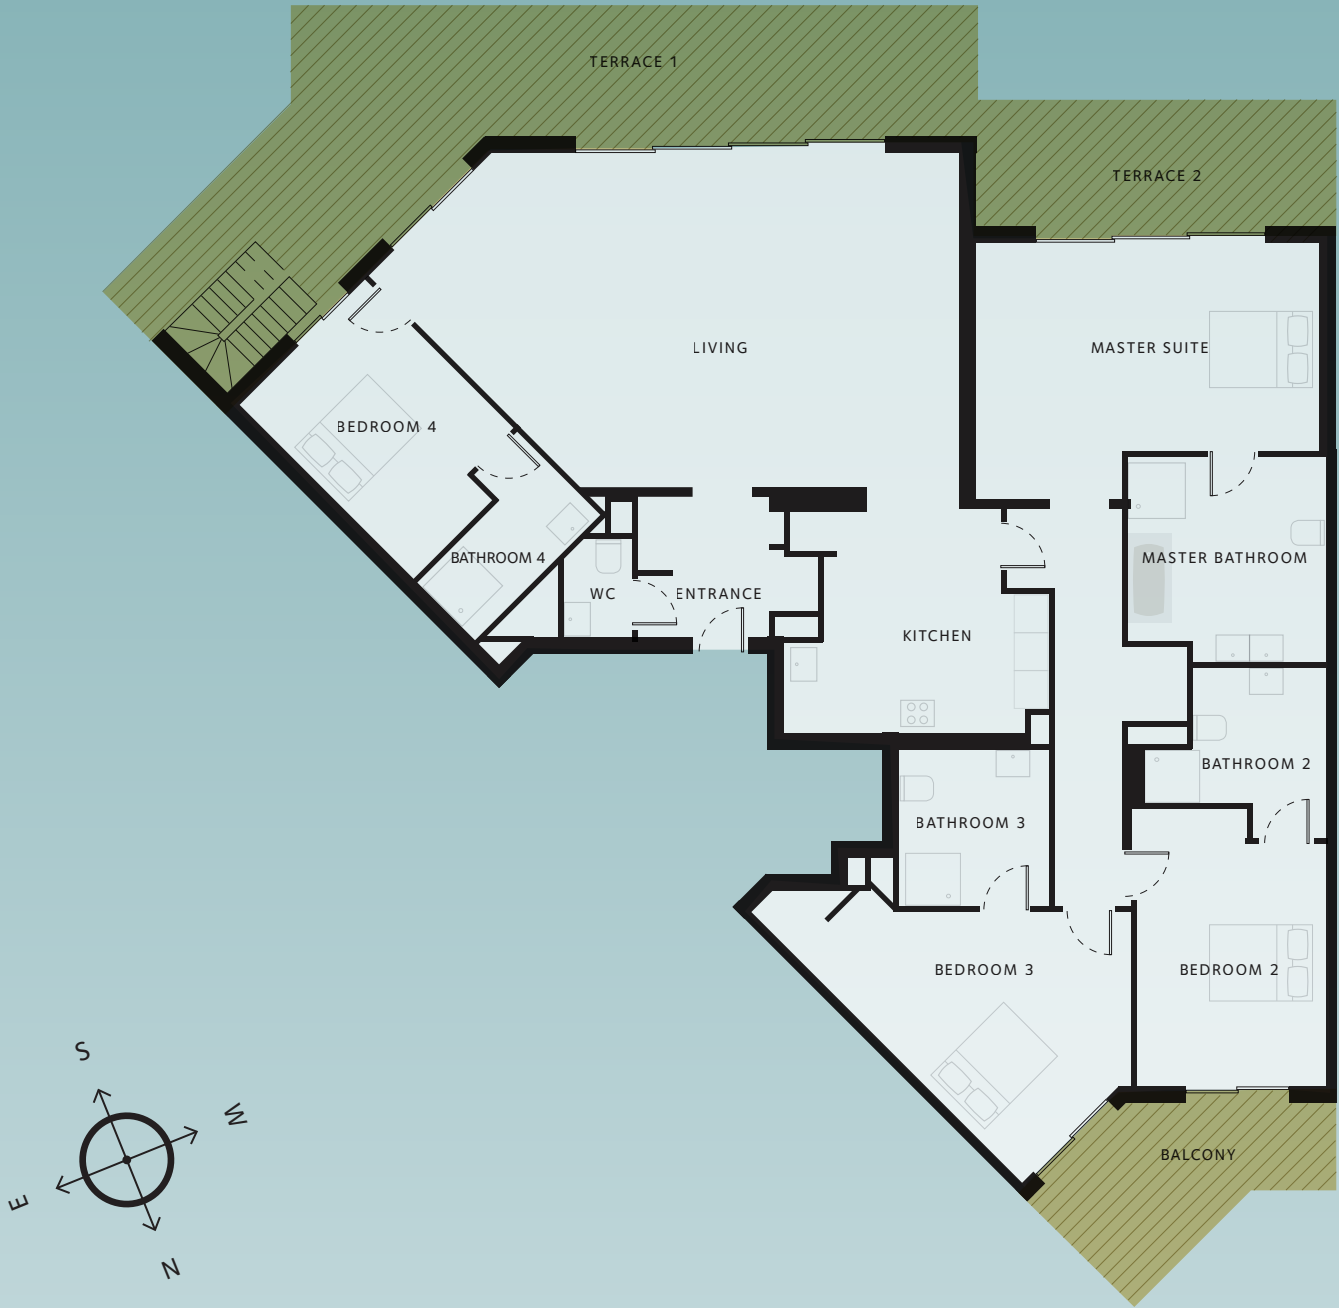 TERRACE 1
TERRACE 2
LIVING
MASTER SUITE
BEDROOM 4
BATHROOM 4
MASTER BATHROOM
WC
ENTRANCE
KITCHEN
BATHROOM 2
BATHROOM 3
BEDROOM 3
BEDROOM 2
BALCONY
S
W
E
N